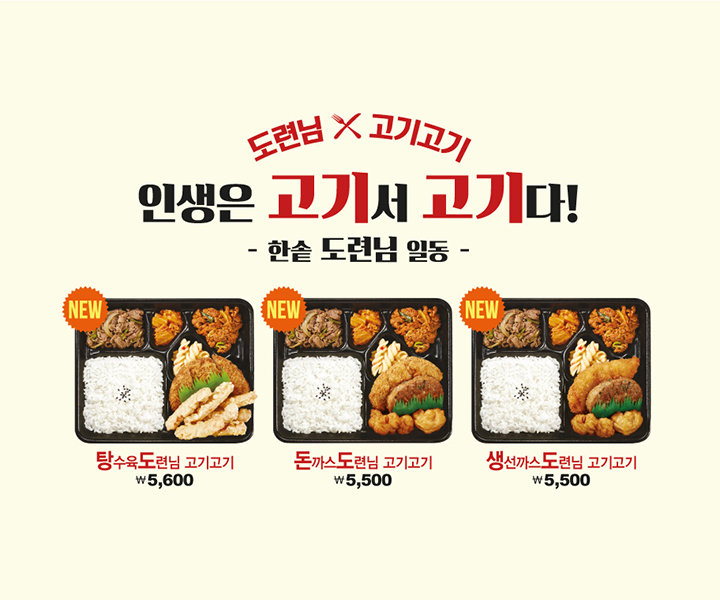 도련님 고기고기
인생은 고기서 고기다!
- 한솥 도련님 일동 -
NEW
NEW
NEW
탕수육도련님 고기고기
₩5,600
돈까스도련님 고기고기
₩5,500
생선까스도련님 고기고기
₩5,500